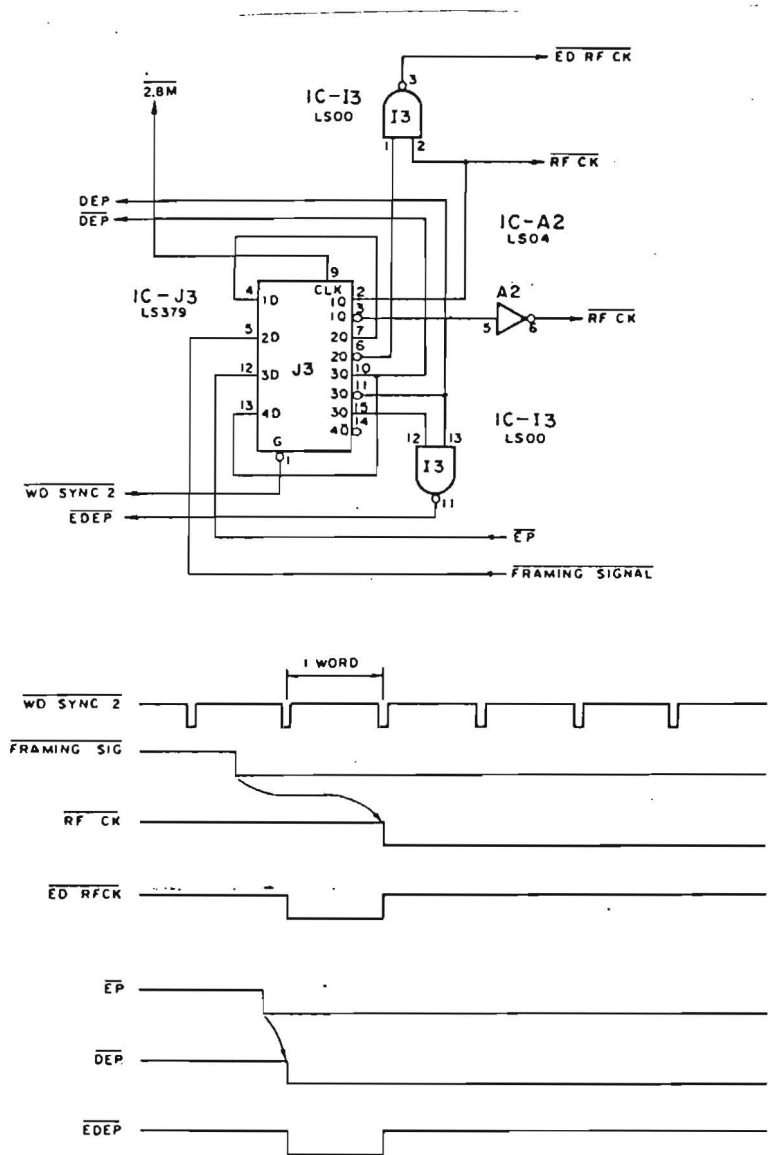 ED RF CK
3
IC-I3
LS00
I3
1
2
2.8M
RF CK
DEP
DEP
IC-A2
LS04
9
CLK
IC-J3
LS379
4
1D
1Q
2
1Q
3
A2
5
6
RF CK
5
2D
2Q
7
2Q
6
12
3D
J3
3Q
10
3Q
11
13
4D
3Q
15
4Q
14
G
1
IC-I3
LS00
12
13
I3
11
WD SYNC 2
EDEP
EP
FRAMING SIGNAL
1 WORD
WD SYNC 2
FRAMING SIG
RF CK
ED RFCK
EP
DEP
EDEP